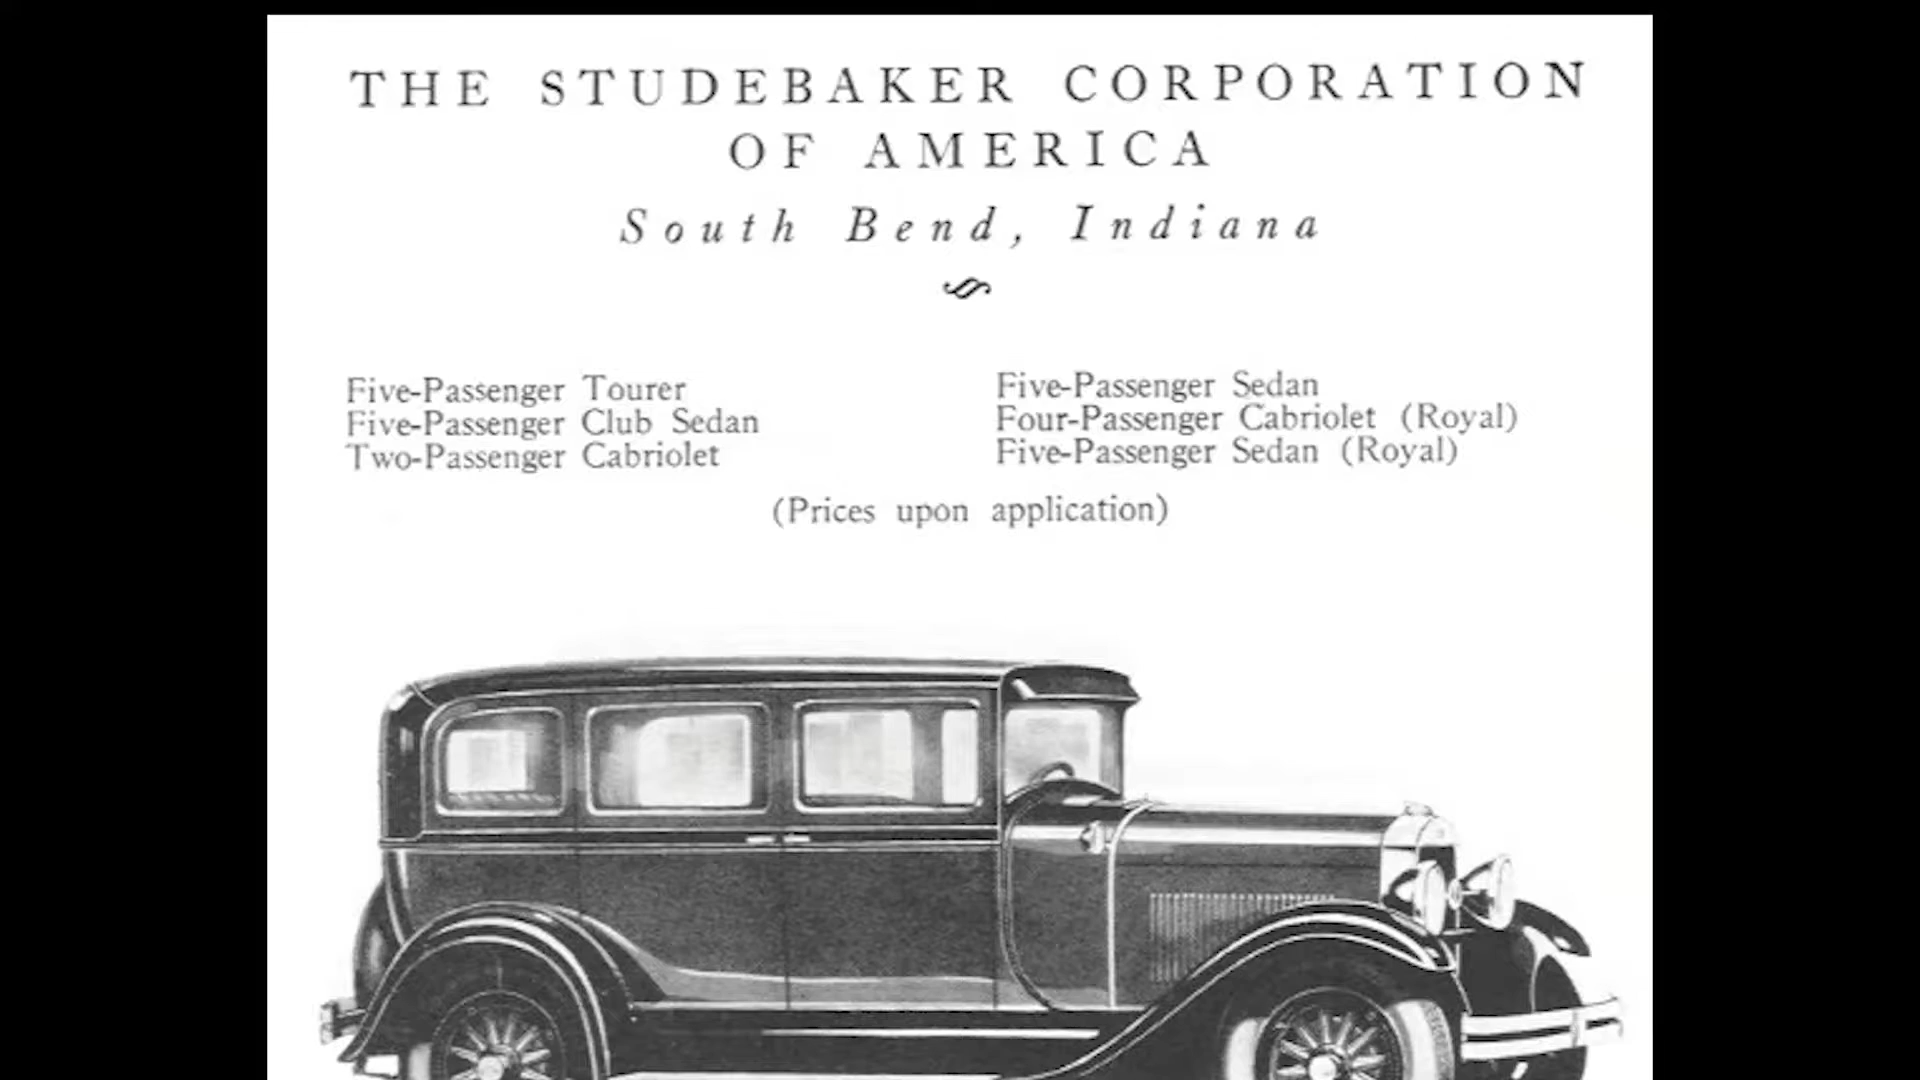 THE STUDEBAKER CORPORATION
OF AMERICA
South Bend, Indiana
Five-Passenger Tourer
Five-Passenger Club Sedan
Two-Passenger Cabriolet
Five-Passenger Sedan
Four-Passenger Cabriolet (Royal)
Five-Passenger Sedan (Royal)
(Prices upon application)